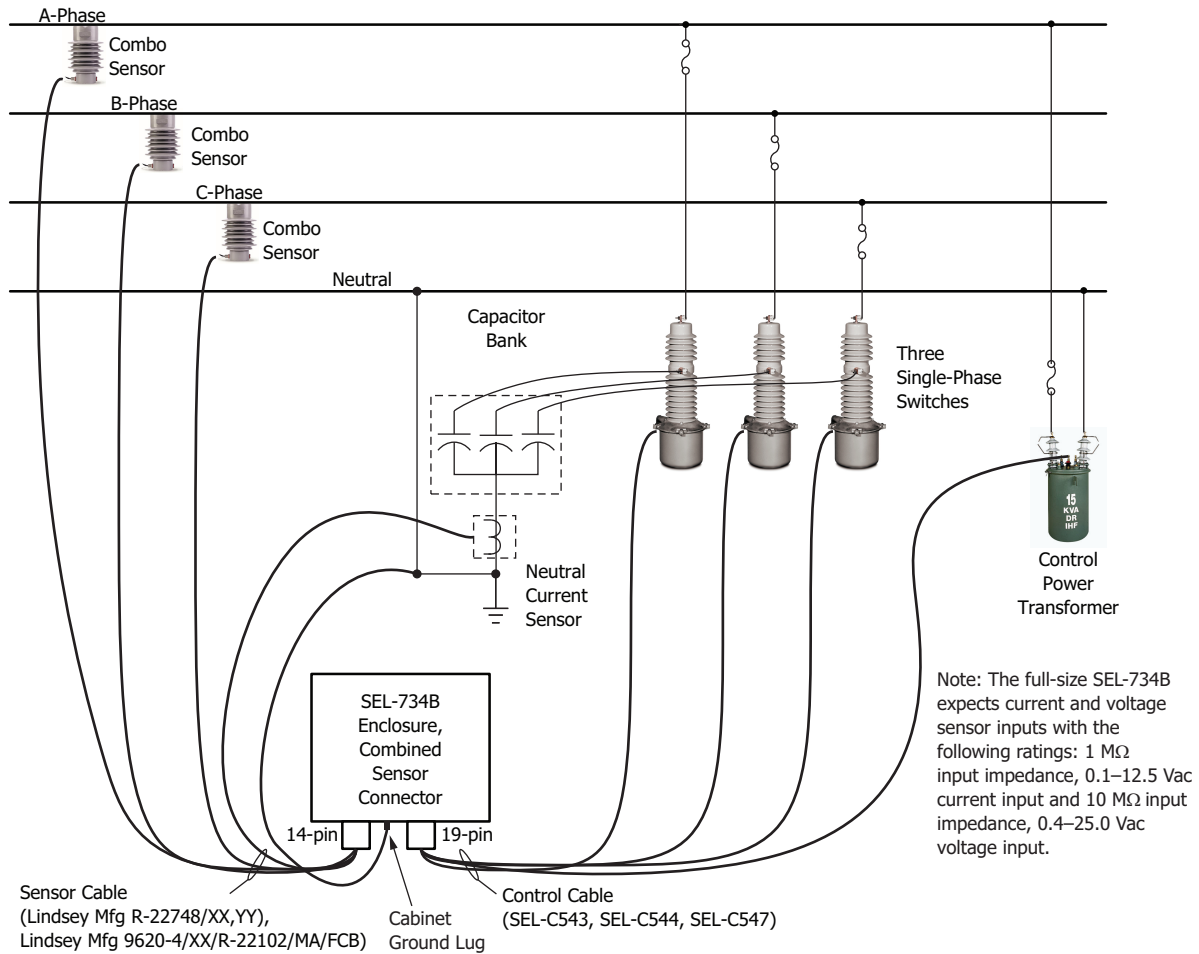 A-Phase
Combo
Sensor
B-Phase
Combo
Sensor
C-Phase
Combo
Sensor
Neutral
Capacitor
Bank
Three
Single-Phase
Switches
15
KVA
DR
IHF
Control
Power
Transformer
Neutral
Current
Sensor
SEL-734B
Enclosure,
Combined
Sensor
Connector
14-pin
19-pin
Note: The full-size SEL-734B
expects current and voltage
sensor inputs with the
following ratings: 1 MΩ
input impedance, 0.1–12.5 Vac
current input and 10 MΩ input
impedance, 0.4–25.0 Vac
voltage input.
Sensor Cable
(Lindsey Mfg R-22748/XX,YY),
Lindsey Mfg 9620-4/XX/R-22102/MA/FCB)
Cabinet
Ground Lug
Control Cable
(SEL-C543, SEL-C544, SEL-C547)